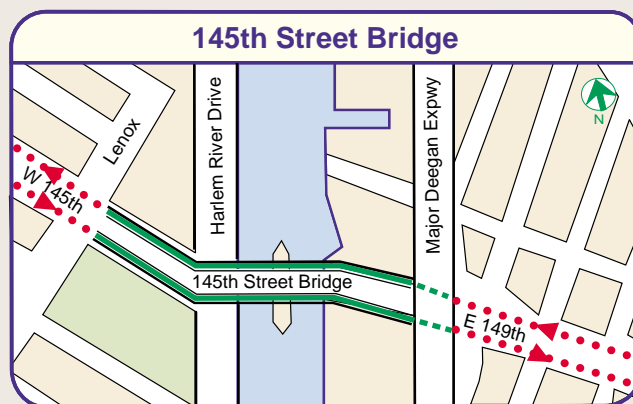 145th Street Bridge
Lenox
Harlem River Drive
Major Deegan Expwy
N
W 145th
145th Street Bridge
E 149th